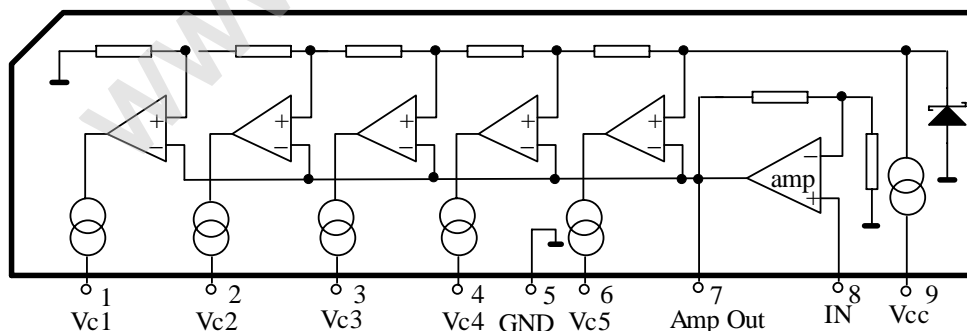 WW
+ + + + +
− − − − − −
amp
+
1 2 3 4 5 6 7 8 9
Vc1 Vc2 Vc3 Vc4 GND Vc5 Amp Out IN Vcc